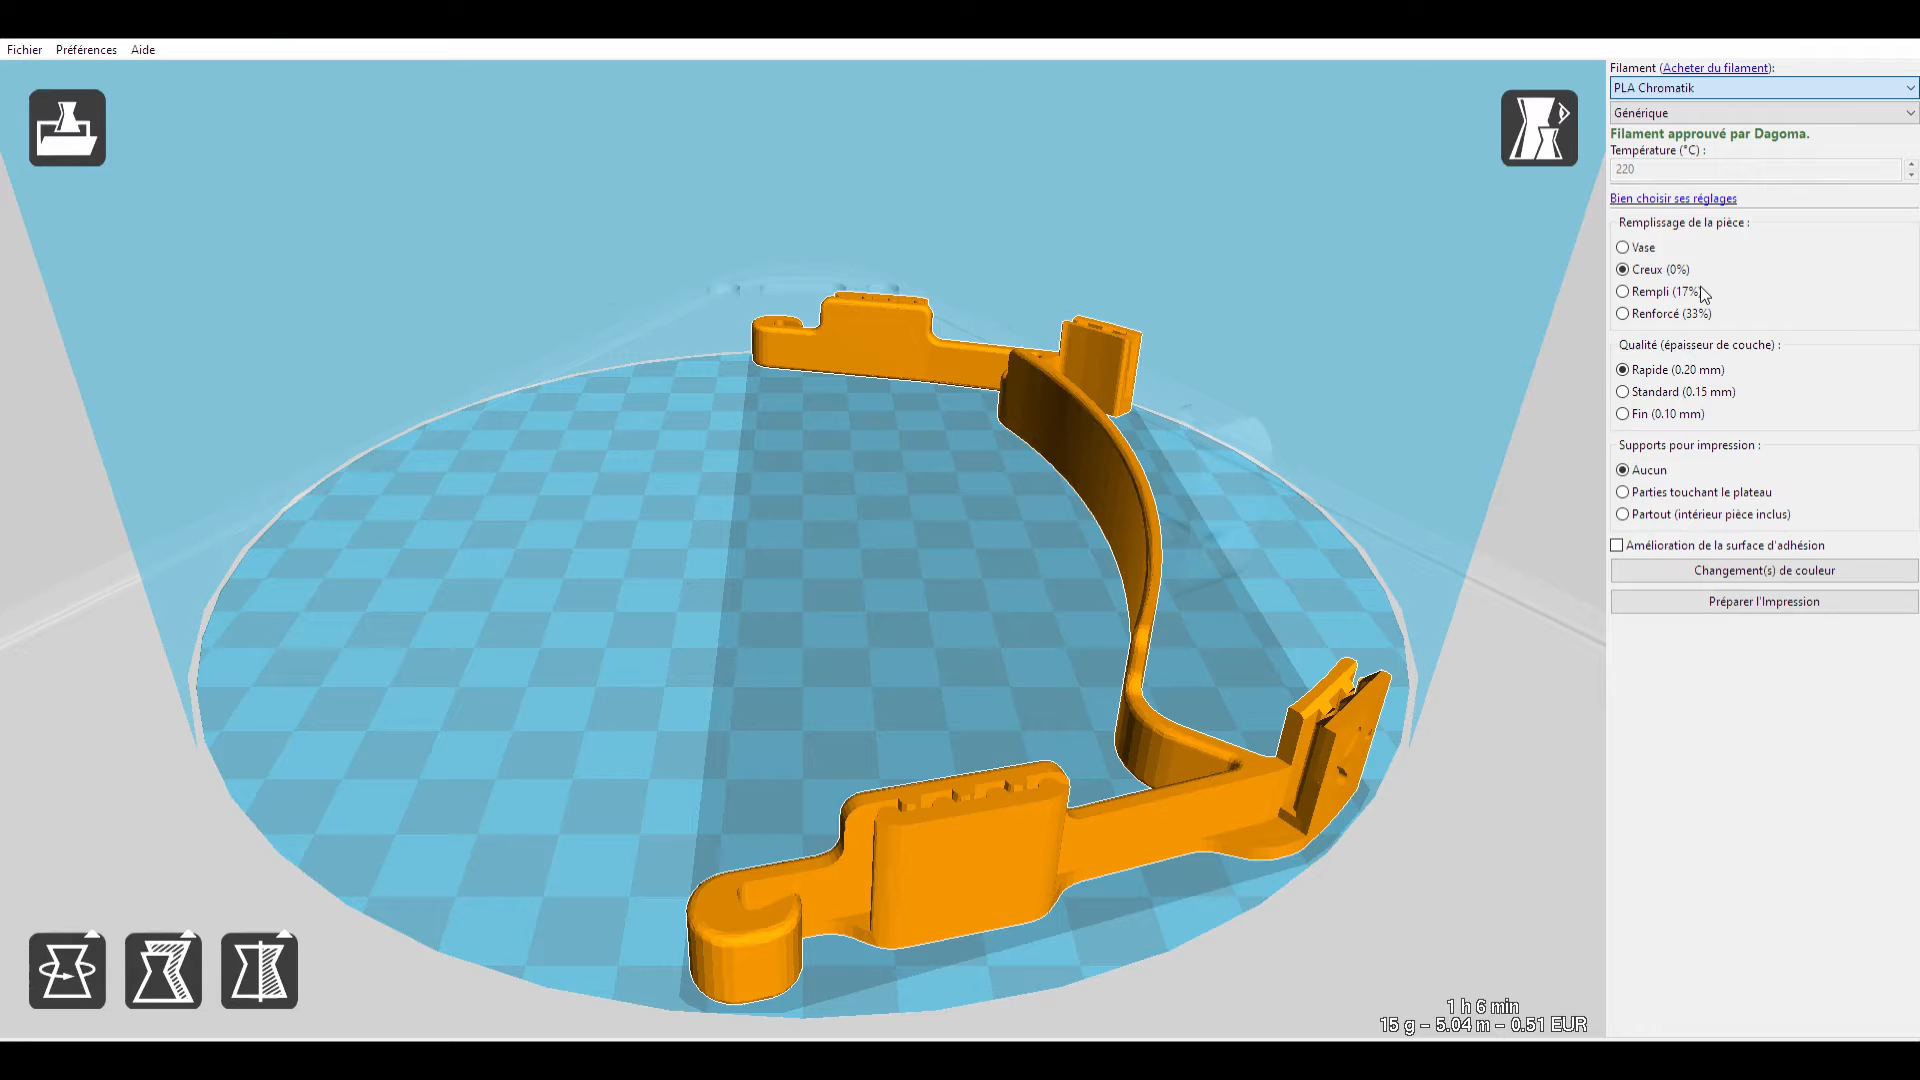 Fichier Préférences Aide
Filament (Acheter du filament):
PLA Chromatik
Générique
Filament approuvé par Dagoma.
Température (°C) :
220
Bien choisir ses réglages
Remplissage de la pièce :
Vase
Creux (0%)
Rempli (17%)
Renforcé (33%)
Qualité (épaisseur de couche) :
Rapide (0.20 mm)
Standard (0.15 mm)
Fin (0.10 mm)
Supports pour impression :
Aucun
Parties touchant le plateau
Partout (intérieur pièce inclus)
Amélioration de la surface d'adhésion
Changement(s) de couleur
Préparer l'Impression
1 h 6 min
15 g – 5.04 m – 0.51 EUR